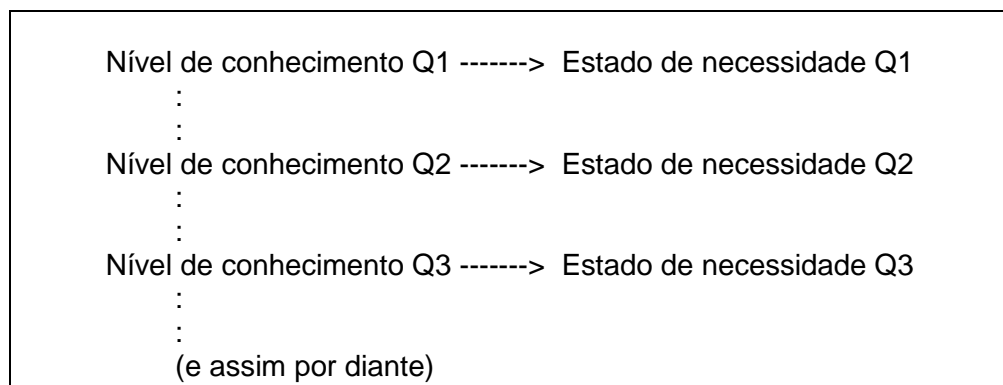 Nível de conhecimento Q1 -------> Estado de necessidade Q1
:
:
Nível de conhecimento Q2 -------> Estado de necessidade Q2
:
:
Nível de conhecimento Q3 -------> Estado de necessidade Q3
:
:
(e assim por diante)